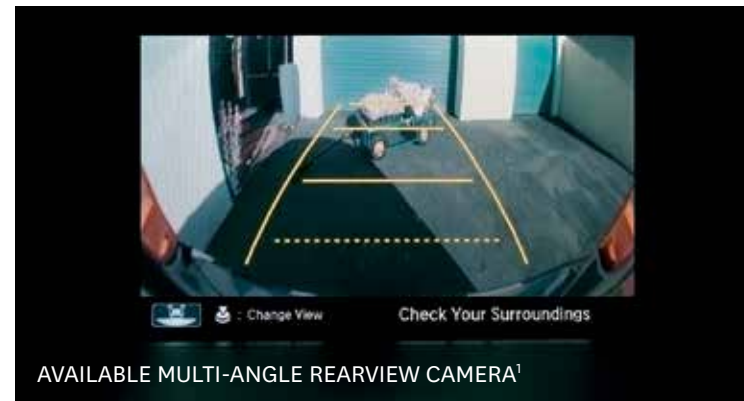 : Change View
Check Your Surroundings
AVAILABLE MULTI-ANGLE REARVIEW CAMERA¹